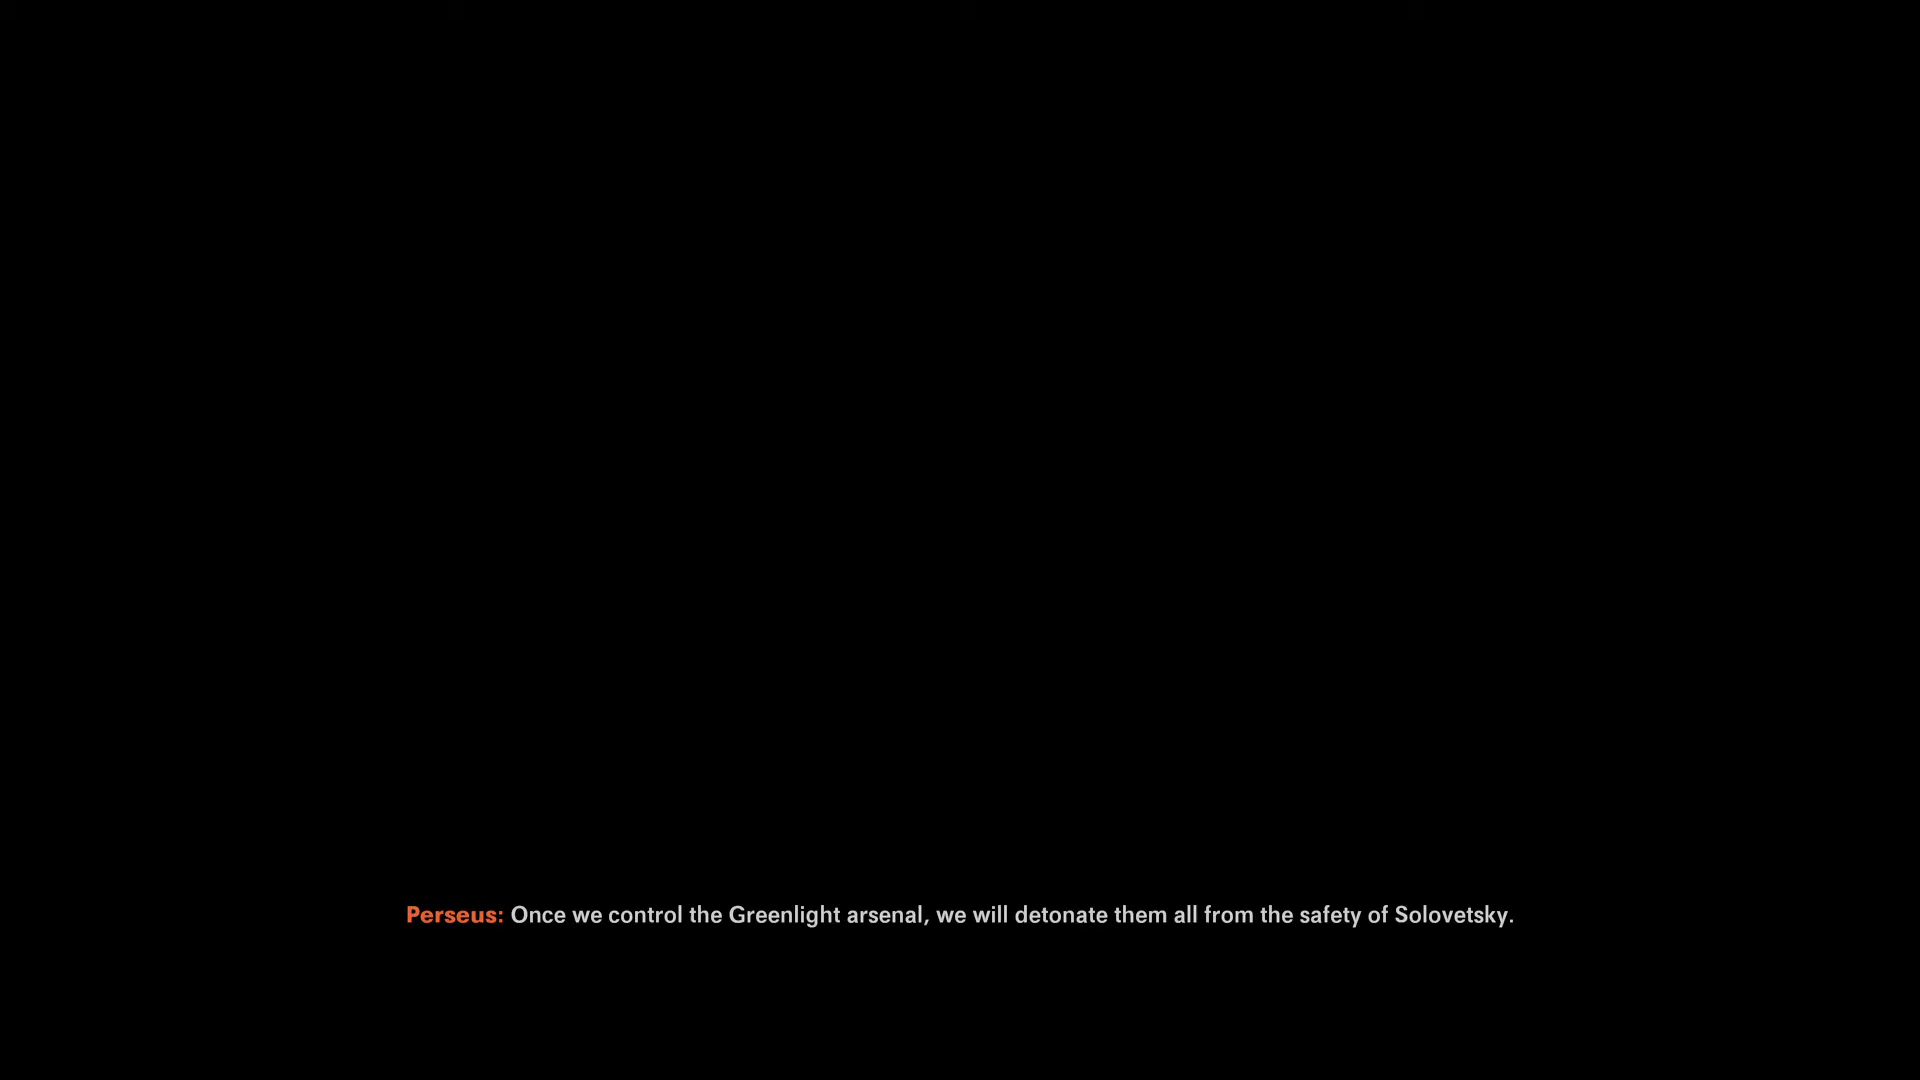 Perseus: Once we control the Greenlight arsenal, we will detonate them all from the safety of Solovetsky.